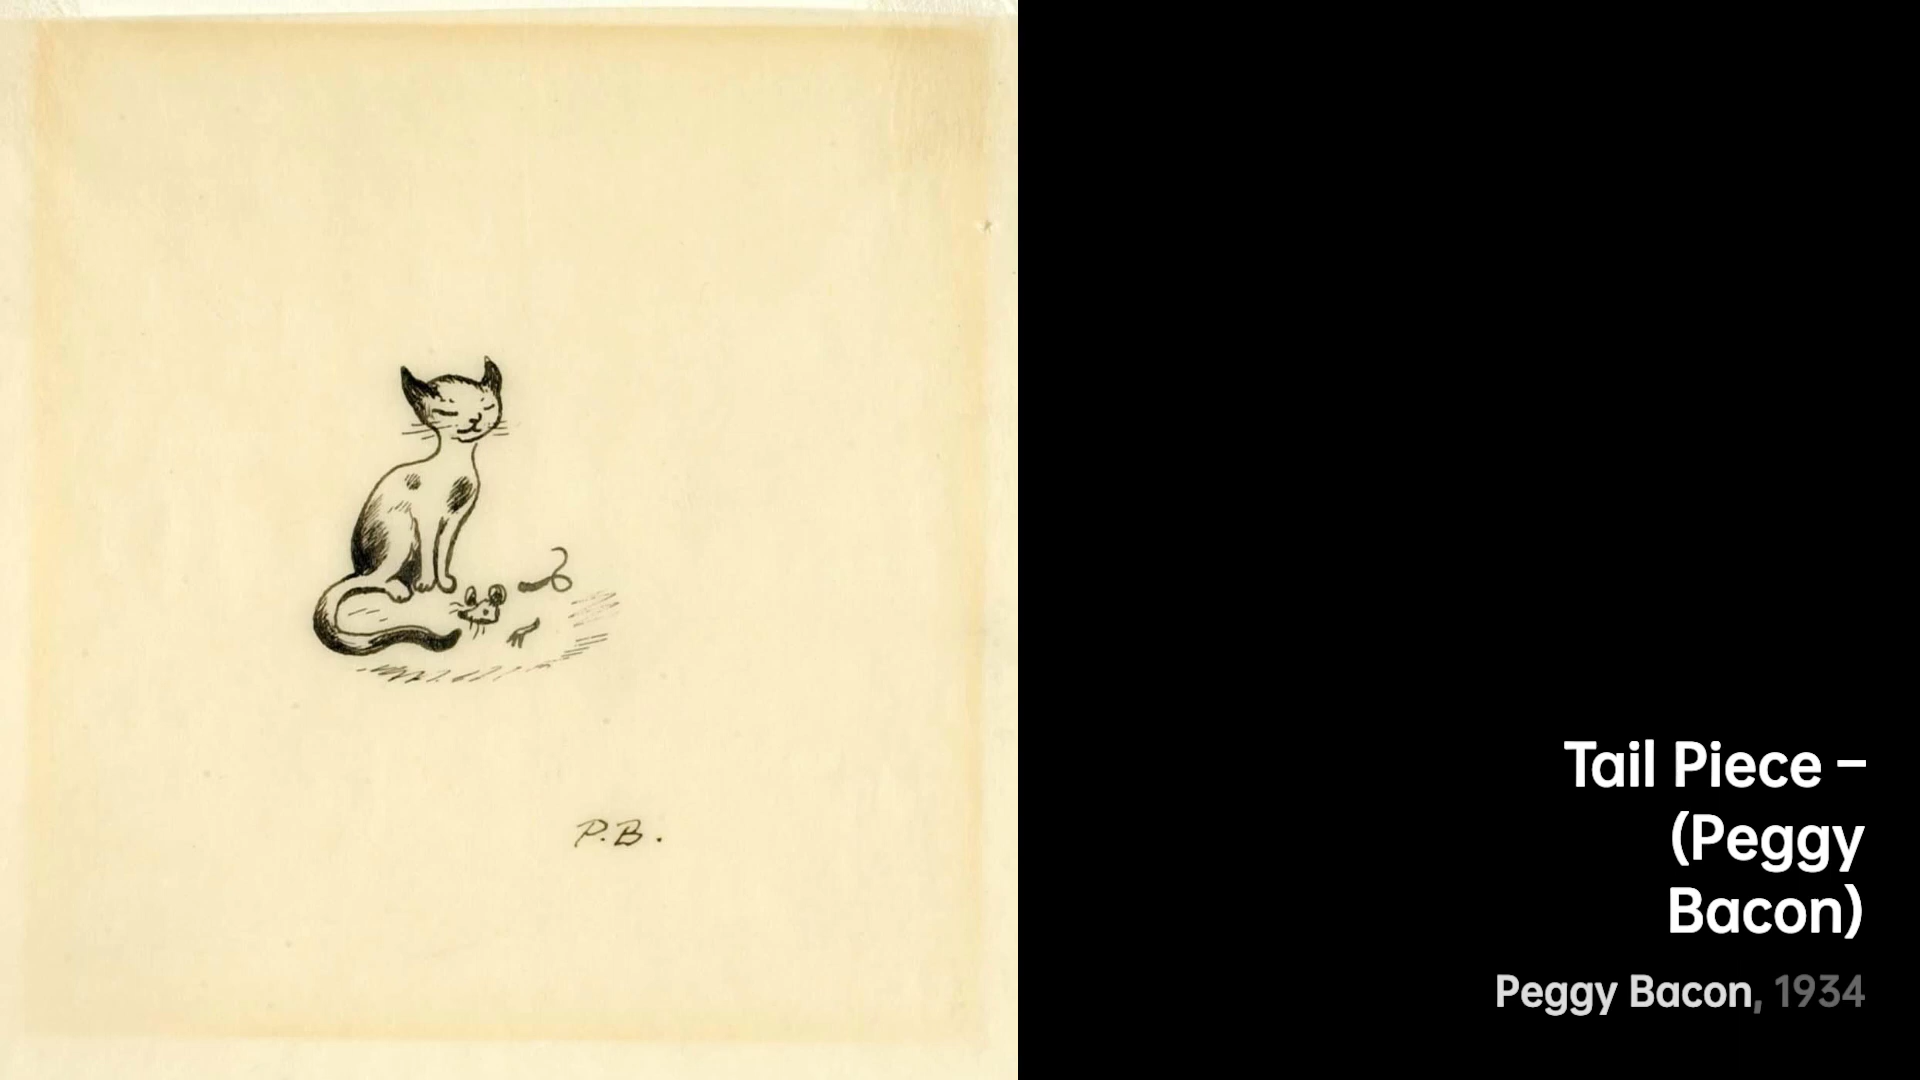 P.B.
Tail Piece –
(Peggy
Bacon)
Peggy Bacon, 1934